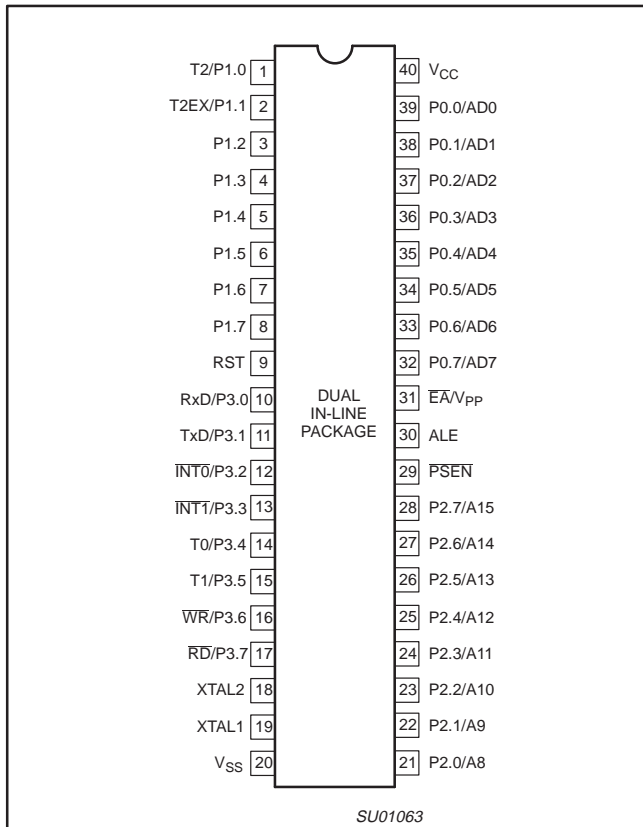 T2/P1.0 1 40 VCC
T2EX/P1.1 2 39 P0.0/AD0
P1.2 3 38 P0.1/AD1
P1.3 4 37 P0.2/AD2
P1.4 5 36 P0.3/AD3
P1.5 6 35 P0.4/AD4
P1.6 7 34 P0.5/AD5
P1.7 8 33 P0.6/AD6
RST 9 32 P0.7/AD7
RxD/P3.0 10 31 E̅A̅/VPP
TxD/P3.1 11 30 ALE
I̅N̅T̅0̅/P3.2 12 29 P̅S̅E̅N̅
I̅N̅T̅1̅/P3.3 13 28 P2.7/A15
T0/P3.4 14 27 P2.6/A14
T1/P3.5 15 26 P2.5/A13
W̅R̅/P3.6 16 25 P2.4/A12
R̅D̅/P3.7 17 24 P2.3/A11
XTAL2 18 23 P2.2/A10
XTAL1 19 22 P2.1/A9
VSS 20 21 P2.0/A8
DUAL
IN-LINE
PACKAGE
SU01063